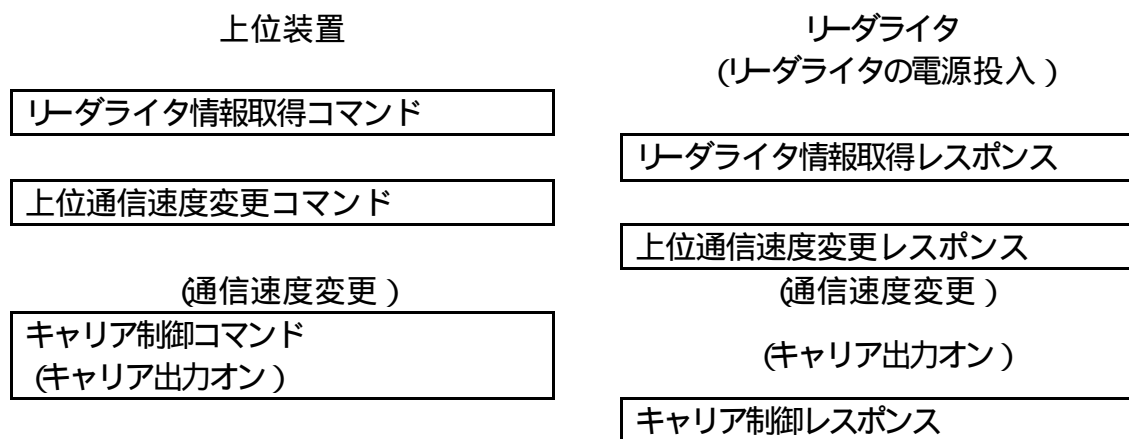 上位装置
リーダライタ
(リーダライタの電源投入)
リーダライタ情報取得コマンド
リーダライタ情報取得レスポンス
上位通信速度変更コマンド
上位通信速度変更レスポンス
(通信速度変更)
(通信速度変更)
キャリア制御コマンド
(キャリア出力オン)
(キャリア出力オン)
キャリア制御レスポンス